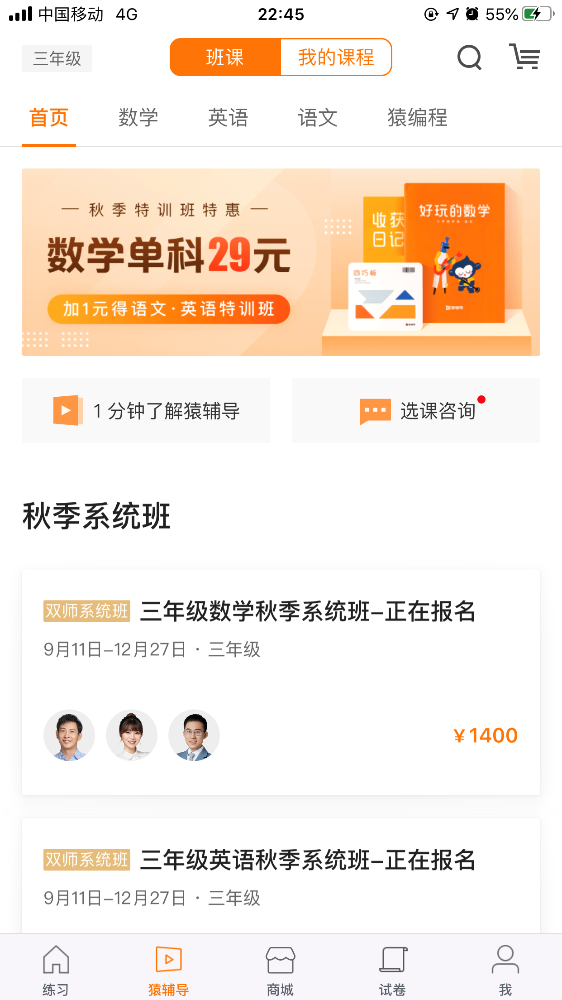 中国移动 4G 22:45 55%
三年级 班课 我的课程
首页 数学 英语 语文 猿编程
秋季特训班特惠
数学单科29元
加1元得语文·英语特训班
收获
日记
好玩的数学
四巧板
猿辅导
1 分钟了解猿辅导
选课咨询
秋季系统班
双师系统班 三年级数学秋季系统班-正在报名
9月11日-12月27日 · 三年级
¥1400
双师系统班 三年级英语秋季系统班-正在报名
9月11日-12月27日 · 三年级
练习 猿辅导 商城 试卷 我